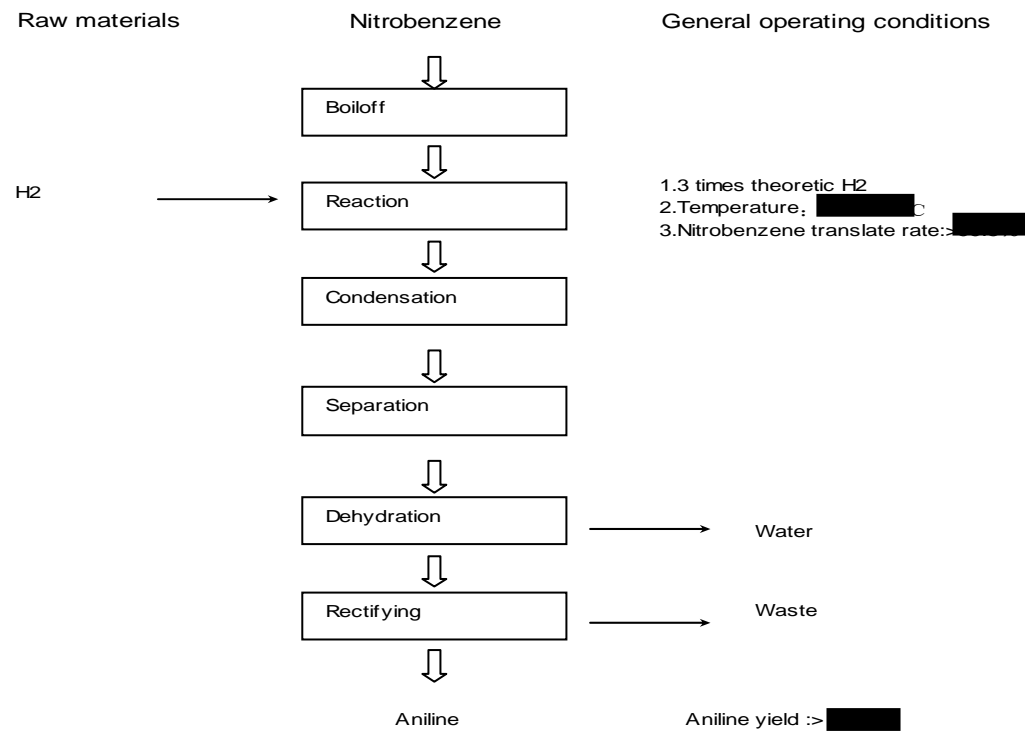 Raw materials Nitrobenzene General operating conditions
Boiloff
H2
Reaction
1.3 times theoretic H2
2.Temperature: C
3.Nitrobenzene translate rate:>
Condensation
Separation
Dehydration
Water
Rectifying
Waste
Aniline Aniline yield :>